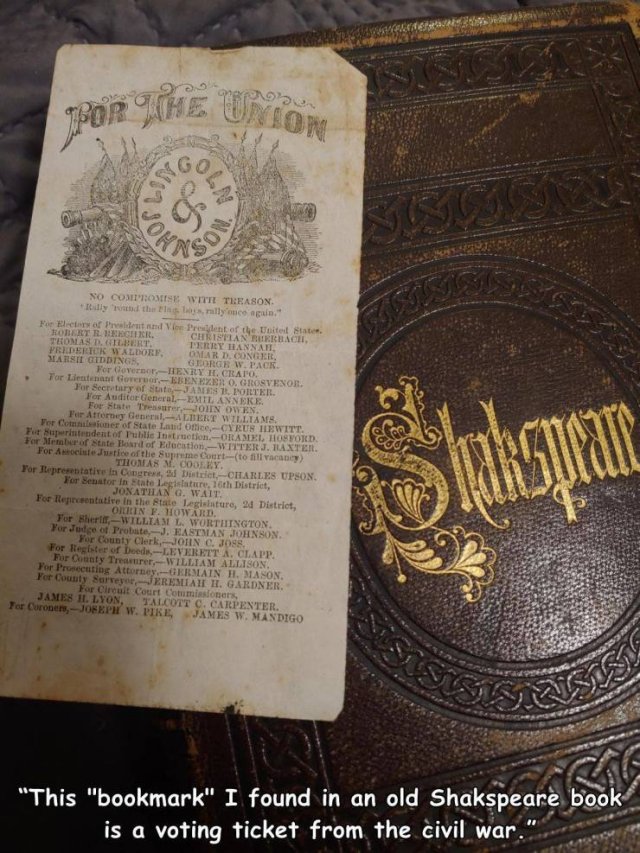 FOR THE UNION
LINCOLN
&
JOHNSON.
NO COMPROMISE WITH TREASON.
"Rally 'round the Flag, boys, rally once again."
For Electors of President and Vice President of the United States.
ROBERT R. BEECHER, CHRISTIAN EBERBACH,
THOMAS D. GILBERT, PERRY HANNAH,
FREDERICK WALDORF, OMAR D. CONGER,
MARSH GIDDINGS, GEORGE W. PACK.
For Governor,—HENRY H. CRAPO.
For Lieutenant Governor,—EBENEZER O. GROSVENOR.
For Secretary of State,—JAMES B. PORTER.
For Auditor General,—EMIL ANNEKE.
For State Treasurer,—JOHN OWEN.
For Attorney General,—ALBERT WILLIAMS.
For Commissioner of State Land Office,—CYRUS HEWITT.
For Superintendent of Public Instruction,—ORAMEL HOSFORD.
For Member of State Board of Education,—WITTER J. BAXTER.
For Associate Justice of the Supreme Court—(to fill vacancy)
THOMAS M. COOLEY.
For Representative in Congress, 2d District,—CHARLES UPSON.
For Senator in State Legislature, 16th District,
JONATHAN G. WAIT.
For Representative in the State Legislature, 2d District,
ORRIN F. HOWARD.
For Sheriff,—WILLIAM L. WORTHINGTON.
For Judge of Probate,—J. EASTMAN JOHNSON.
For County Clerk,—JOHN C. JOSS.
For Register of Deeds,—LEVERETT A. CLAPP.
For County Treasurer,—WILLIAM ALLISON.
For Prosecuting Attorney,—GERMAIN H. MASON.
For County Surveyor,—JEREMIAH H. GARDNER.
For Circuit Court Commissioners,
JAMES H. LYON, TALCOTT C. CARPENTER.
For Coroners,—JOSEPH W. PIKE, JAMES W. MANDIGO
Shakspeare
"This "bookmark" I found in an old Shakspeare book
is a voting ticket from the civil war."